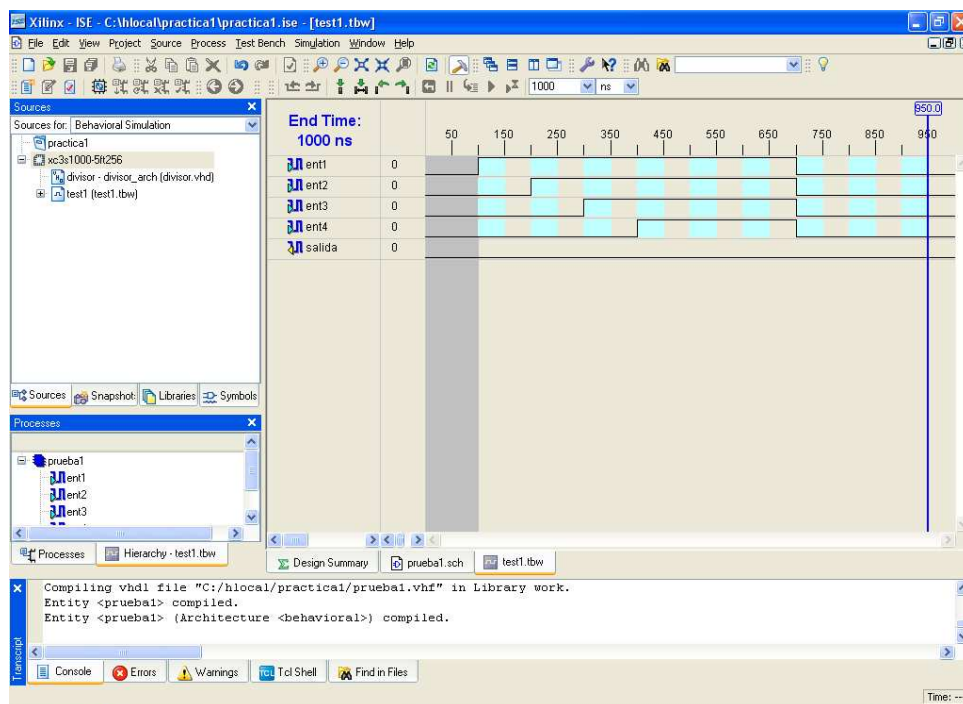 Xilinx - ISE - C:\hlocal\practica1\practica1.ise - [test1.tbw]
File Edit View Project Source Process Test Bench Simulation Window Help
1000 ns
Sources
Sources for: Behavioral Simulation
practica1
xc3s1000-5ft256
divisor - divisor_arch (divisor.vhd)
test1 (test1.tbw)
Sources Snapshot Libraries Symbols
Processes
prueba1
ent1
ent2
ent3
Processes Hierarchy - test1.tbw
End Time:
1000 ns
950.0
50 150 250 350 450 550 650 750 850 950
ent1 0
ent2 0
ent3 0
ent4 0
salida 0
Design Summary prueba1.sch test1.tbw
Compiling vhdl file "C:/hlocal/practica1/prueba1.vhf" in Library work.
Entity <prueba1> compiled.
Entity <prueba1> (Architecture <behavioral>) compiled.
Transcript
Console Errors Warnings Tcl Shell Find in Files
Time: --